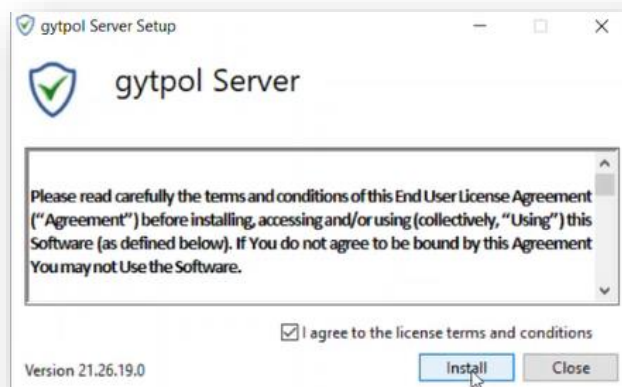 gytpol Server Setup
gytpol Server
Please read carefully the terms and conditions of this End User License Agreement
("Agreement") before installing, accessing and/or using (collectively, "Using") this
Software (as defined below). If You do not agree to be bound by this Agreement
You may not Use the Software.
I agree to the license terms and conditions
Version 21.26.19.0
Install
Close